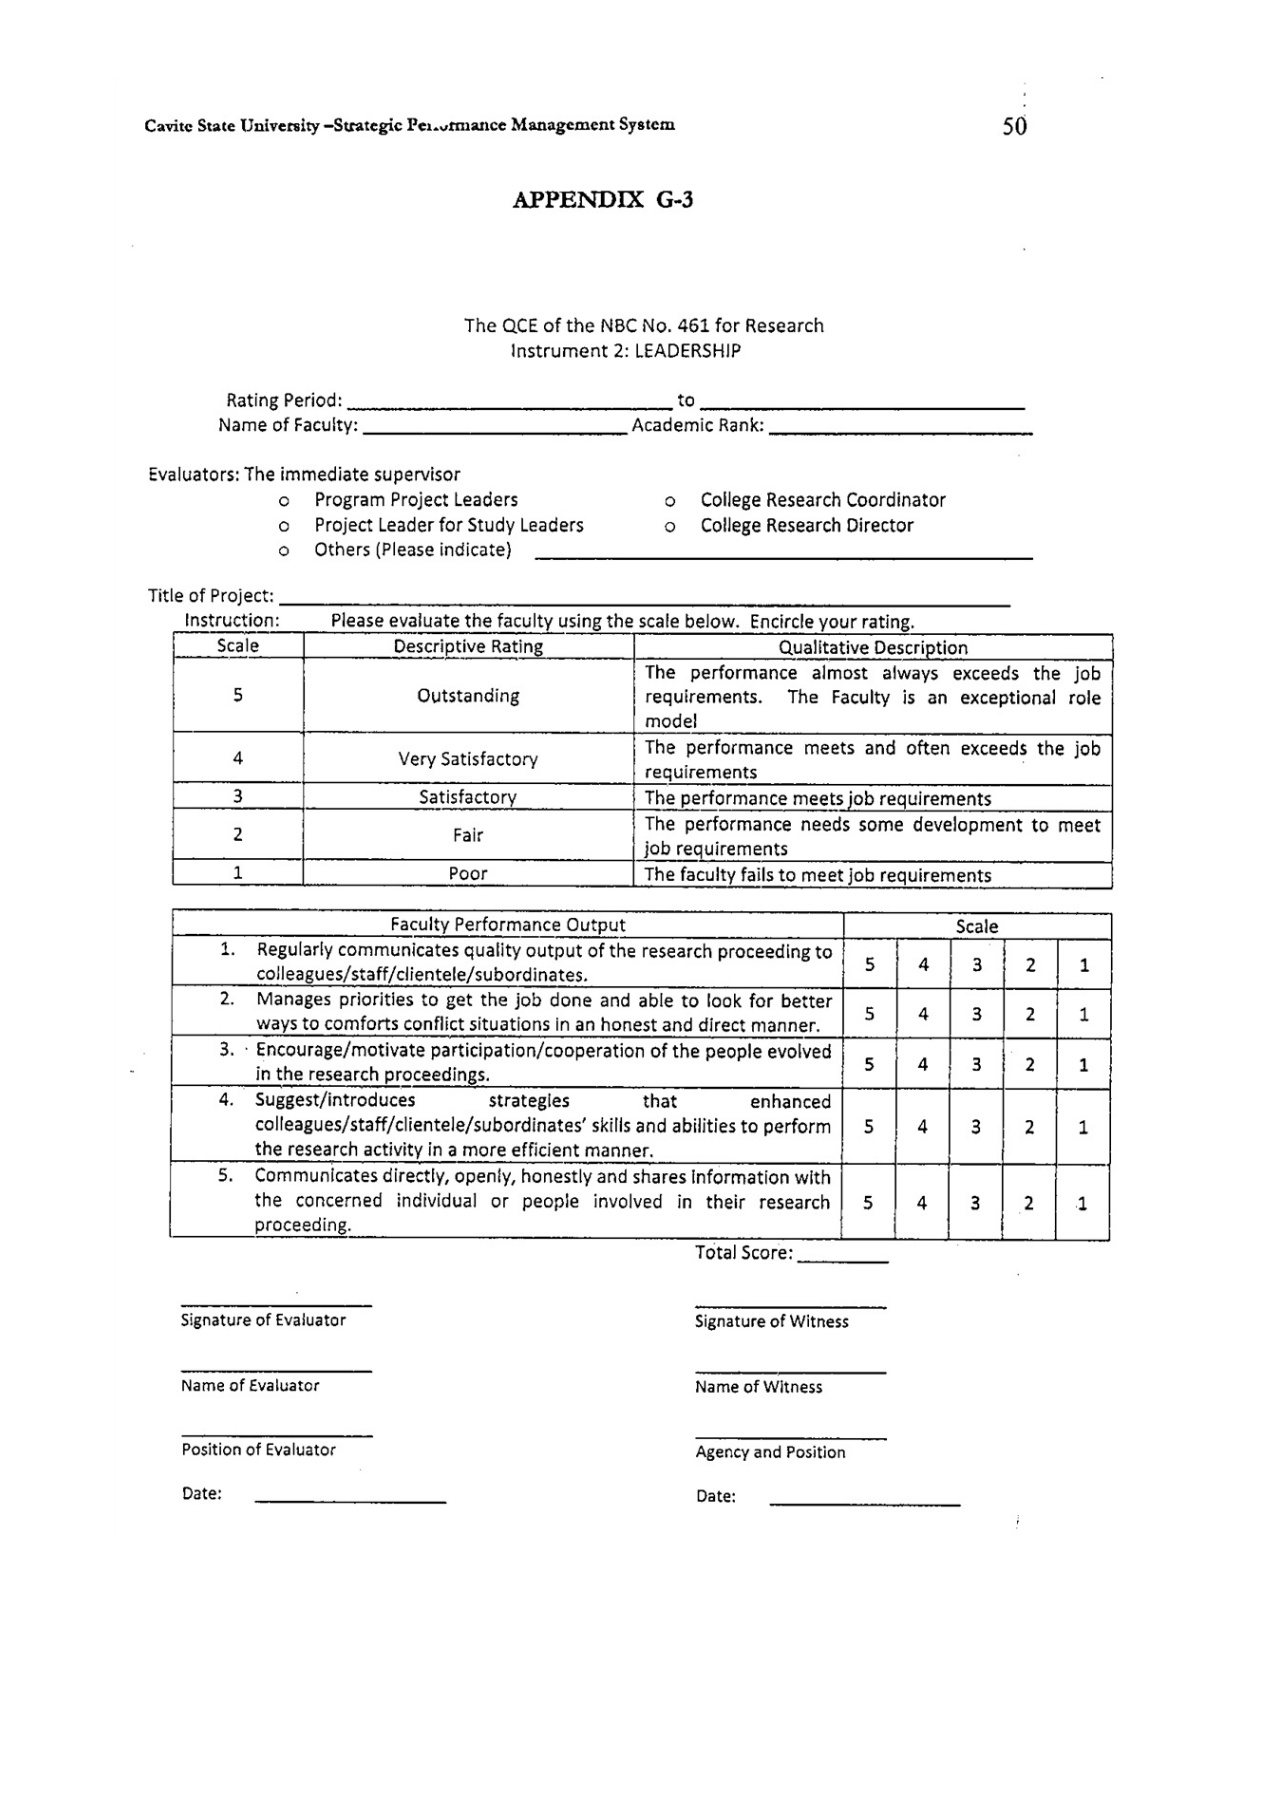 Cavite State University –Strategic Performance Management System 50
APPENDIX G-3
The QCE of the NBC No. 461 for Research
Instrument 2: LEADERSHIP
Rating Period: to
Name of Faculty: Academic Rank:
Evaluators: The immediate supervisor
o Program Project Leaders o College Research Coordinator
o Project Leader for Study Leaders o College Research Director
o Others (Please indicate)
Title of Project:
Instruction: Please evaluate the faculty using the scale below. Encircle your rating.
Scale Descriptive Rating Qualitative Description
5 Outstanding The performance almost always exceeds the job
requirements. The Faculty is an exceptional role
model
4 Very Satisfactory The performance meets and often exceeds the job
requirements
3 Satisfactory The performance meets job requirements
2 Fair The performance needs some development to meet
job requirements
1 Poor The faculty fails to meet job requirements
Faculty Performance Output Scale
1. Regularly communicates quality output of the research proceeding to
colleagues/staff/clientele/subordinates. 5 4 3 2 1
2. Manages priorities to get the job done and able to look for better
ways to comforts conflict situations in an honest and direct manner. 5 4 3 2 1
3. Encourage/motivate participation/cooperation of the people evolved
in the research proceedings. 5 4 3 2 1
4. Suggest/introduces strategies that enhanced
colleagues/staff/clientele/subordinates' skills and abilities to perform 5 4 3 2 1
the research activity in a more efficient manner.
5. Communicates directly, openly, honestly and shares information with
the concerned individual or people involved in their research 5 4 3 2 1
proceeding.
Total Score:
Signature of Evaluator Signature of Witness
Name of Evaluator Name of Witness
Position of Evaluator Agency and Position
Date: Date: